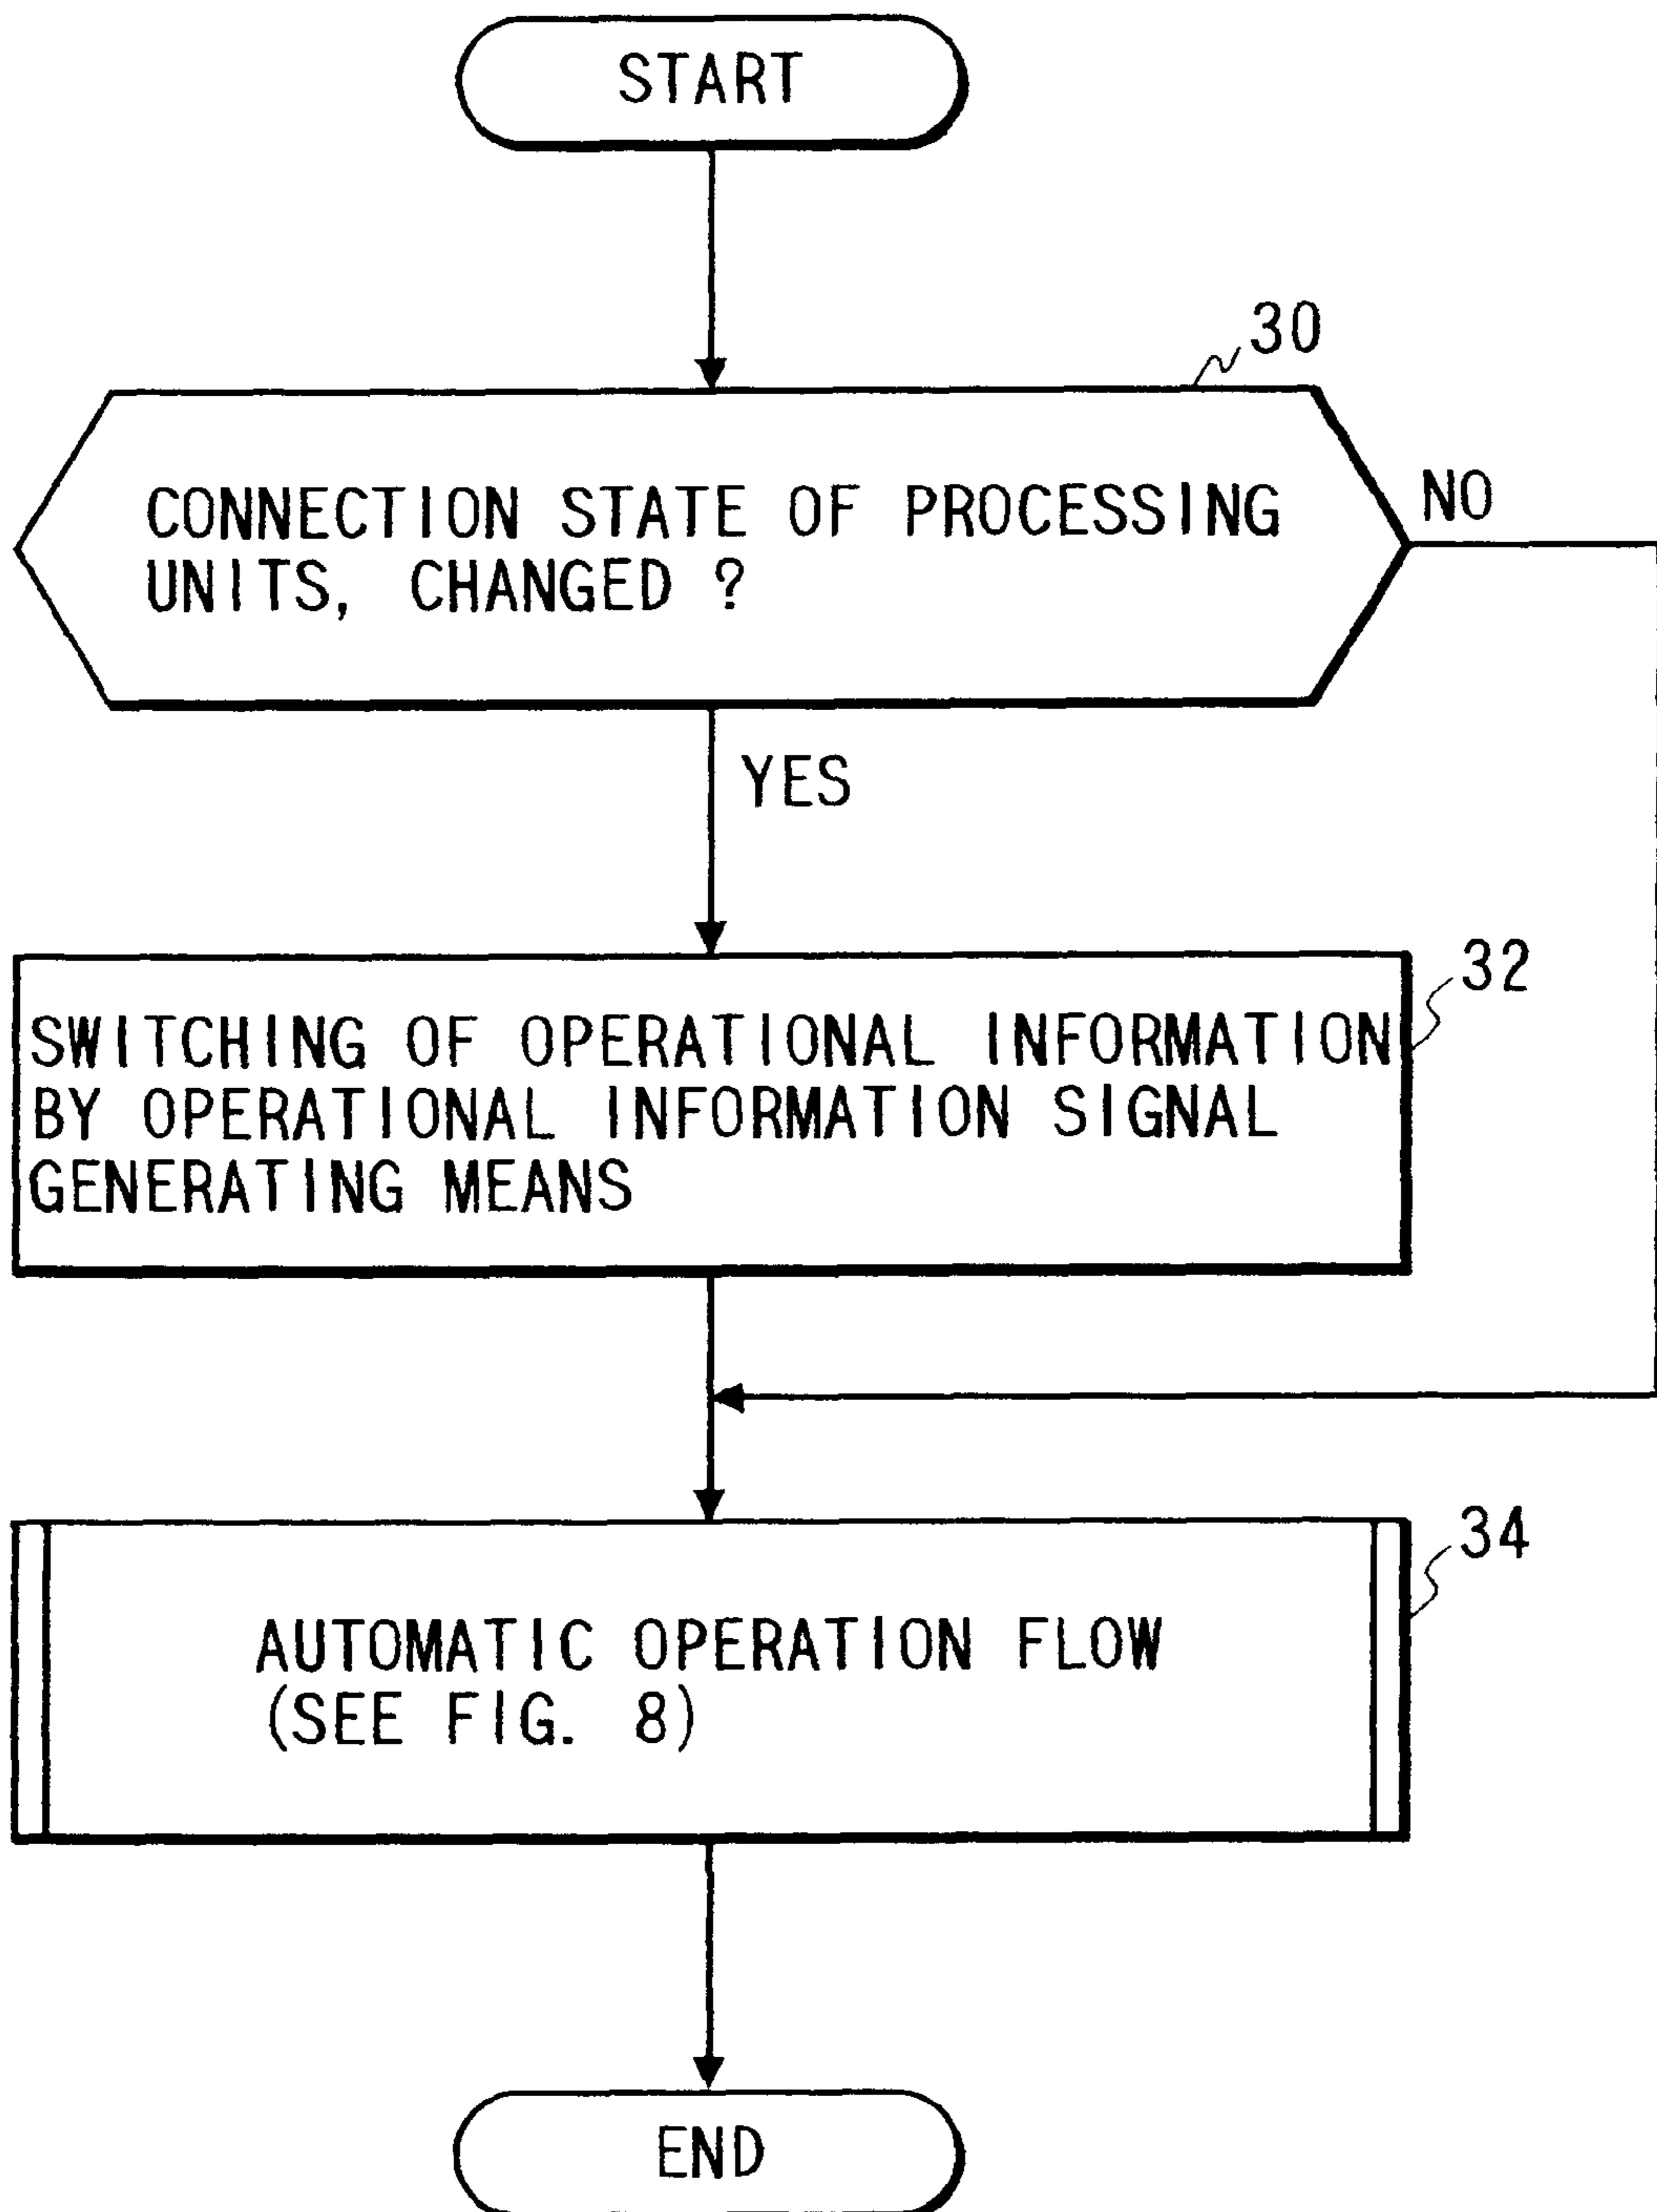 START
30
CONNECTION STATE OF PROCESSING
UNITS, CHANGED ?
NO
YES
32
SWITCHING OF OPERATIONAL INFORMATION
BY OPERATIONAL INFORMATION SIGNAL
GENERATING MEANS
34
AUTOMATIC OPERATION FLOW
(SEE FIG. 8)
END